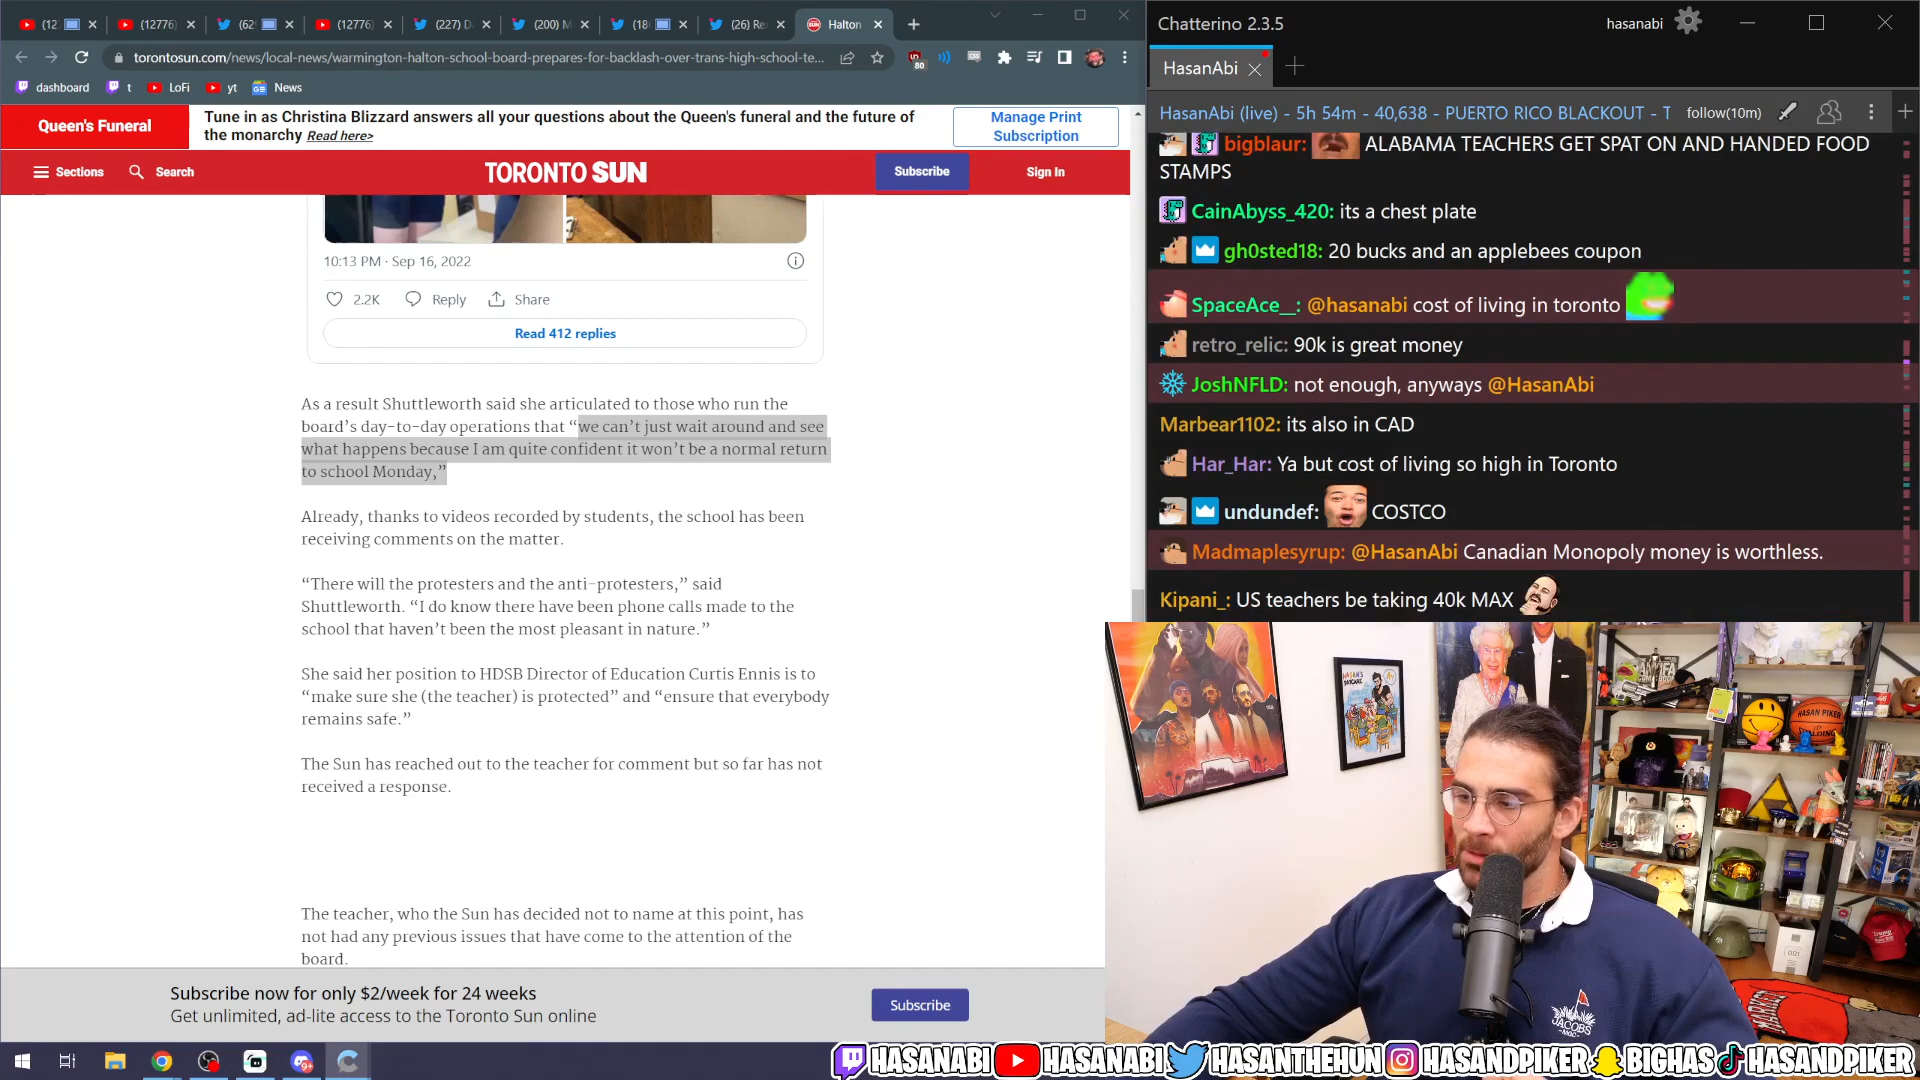 (12
(12776)
(62
(12776)
(227) D
(200) M
(18
(26) Re
Halton
torontosun.com/news/local-news/warmington-halton-school-board-prepares-for-backlash-over-trans-high-school-te...
80
dashboard
t
LoFi
yt
News
Queen's Funeral
Tune in as Christina Blizzard answers all your questions about the Queen's funeral and the future of
the monarchy Read here>
Manage Print
Subscription
Sections
Search
TORONTO SUN
Subscribe
Sign In
10:13 PM · Sep 16, 2022
2.2K
Reply
Share
Read 412 replies
As a result Shuttleworth said she articulated to those who run the
board’s day-to-day operations that “we can’t just wait around and see
what happens because I am quite confident it won’t be a normal return
to school Monday,”
Already, thanks to videos recorded by students, the school has been
receiving comments on the matter.
“There will the protesters and the anti-protesters,” said
Shuttleworth. “I do know there have been phone calls made to the
school that haven’t been the most pleasant in nature.”
She said her position to HDSB Director of Education Curtis Ennis is to
“make sure she (the teacher) is protected” and “ensure that everybody
remains safe.”
The Sun has reached out to the teacher for comment but so far has not
received a response.
The teacher, who the Sun has decided not to name at this point, has
not had any previous issues that have come to the attention of the
board.
Subscribe now for only $2/week for 24 weeks
Get unlimited, ad-lite access to the Toronto Sun online
Subscribe
Chatterino 2.3.5
hasanabi
HasanAbi
HasanAbi (live) - 5h 54m - 40,638 - PUERTO RICO BLACKOUT - T
follow(10m)
bigblaur: ALABAMA TEACHERS GET SPAT ON AND HANDED FOOD
STAMPS
CainAbyss_420: its a chest plate
gh0sted18: 20 bucks and an applebees coupon
SpaceAce__: @hasanabi cost of living in toronto
retro_relic: 90k is great money
JoshNFLD: not enough, anyways @HasanAbi
Marbear1102: its also in CAD
Har_Har: Ya but cost of living so high in Toronto
undundef: COSTCO
Madmaplesyrup: @HasanAbi Canadian Monopoly money is worthless.
Kipani_: US teachers be taking 40k MAX
HASAN PIKER
JACOBS
HASANABI
HASANABI
HASANTHEHUN
HASANDPIKER
BIGHAS
HASANDPIKER